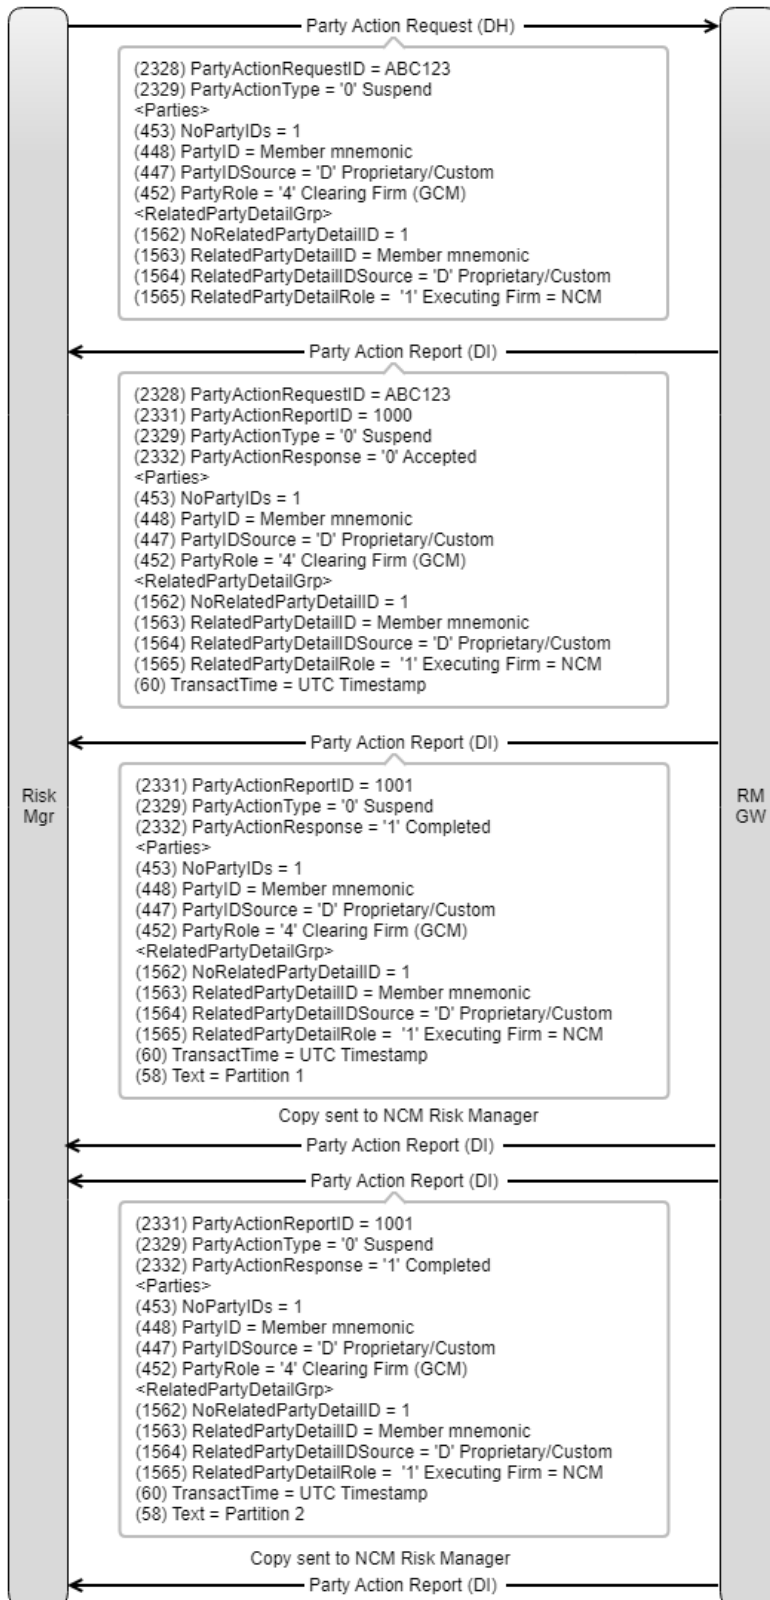 Party Action Request (DH)
(2328) PartyActionRequestID = ABC123
(2329) PartyActionType = '0' Suspend
<Parties>
(453) NoPartyIDs = 1
(448) PartyID = Member mnemonic
(447) PartyIDSource = 'D' Proprietary/Custom
(452) PartyRole = '4' Clearing Firm (GCM)
<RelatedPartyDetailGrp>
(1562) NoRelatedPartyDetailID = 1
(1563) RelatedPartyDetailID = Member mnemonic
(1564) RelatedPartyDetailIDSource = 'D' Proprietary/Custom
(1565) RelatedPartyDetailRole = '1' Executing Firm = NCM
Party Action Report (DI)
(2328) PartyActionRequestID = ABC123
(2331) PartyActionReportID = 1000
(2329) PartyActionType = '0' Suspend
(2332) PartyActionResponse = '0' Accepted
<Parties>
(453) NoPartyIDs = 1
(448) PartyID = Member mnemonic
(447) PartyIDSource = 'D' Proprietary/Custom
(452) PartyRole = '4' Clearing Firm (GCM)
<RelatedPartyDetailGrp>
(1562) NoRelatedPartyDetailID = 1
(1563) RelatedPartyDetailID = Member mnemonic
(1564) RelatedPartyDetailIDSource = 'D' Proprietary/Custom
(1565) RelatedPartyDetailRole = '1' Executing Firm = NCM
(60) TransactTime = UTC Timestamp
Party Action Report (DI)
Risk
Mgr
RM
GW
(2331) PartyActionReportID = 1001
(2329) PartyActionType = '0' Suspend
(2332) PartyActionResponse = '1' Completed
<Parties>
(453) NoPartyIDs = 1
(448) PartyID = Member mnemonic
(447) PartyIDSource = 'D' Proprietary/Custom
(452) PartyRole = '4' Clearing Firm (GCM)
<RelatedPartyDetailGrp>
(1562) NoRelatedPartyDetailID = 1
(1563) RelatedPartyDetailID = Member mnemonic
(1564) RelatedPartyDetailIDSource = 'D' Proprietary/Custom
(1565) RelatedPartyDetailRole = '1' Executing Firm = NCM
(60) TransactTime = UTC Timestamp
(58) Text = Partition 1
Copy sent to NCM Risk Manager
Party Action Report (DI)
Party Action Report (DI)
(2331) PartyActionReportID = 1001
(2329) PartyActionType = '0' Suspend
(2332) PartyActionResponse = '1' Completed
<Parties>
(453) NoPartyIDs = 1
(448) PartyID = Member mnemonic
(447) PartyIDSource = 'D' Proprietary/Custom
(452) PartyRole = '4' Clearing Firm (GCM)
<RelatedPartyDetailGrp>
(1562) NoRelatedPartyDetailID = 1
(1563) RelatedPartyDetailID = Member mnemonic
(1564) RelatedPartyDetailIDSource = 'D' Proprietary/Custom
(1565) RelatedPartyDetailRole = '1' Executing Firm = NCM
(60) TransactTime = UTC Timestamp
(58) Text = Partition 2
Copy sent to NCM Risk Manager
Party Action Report (DI)